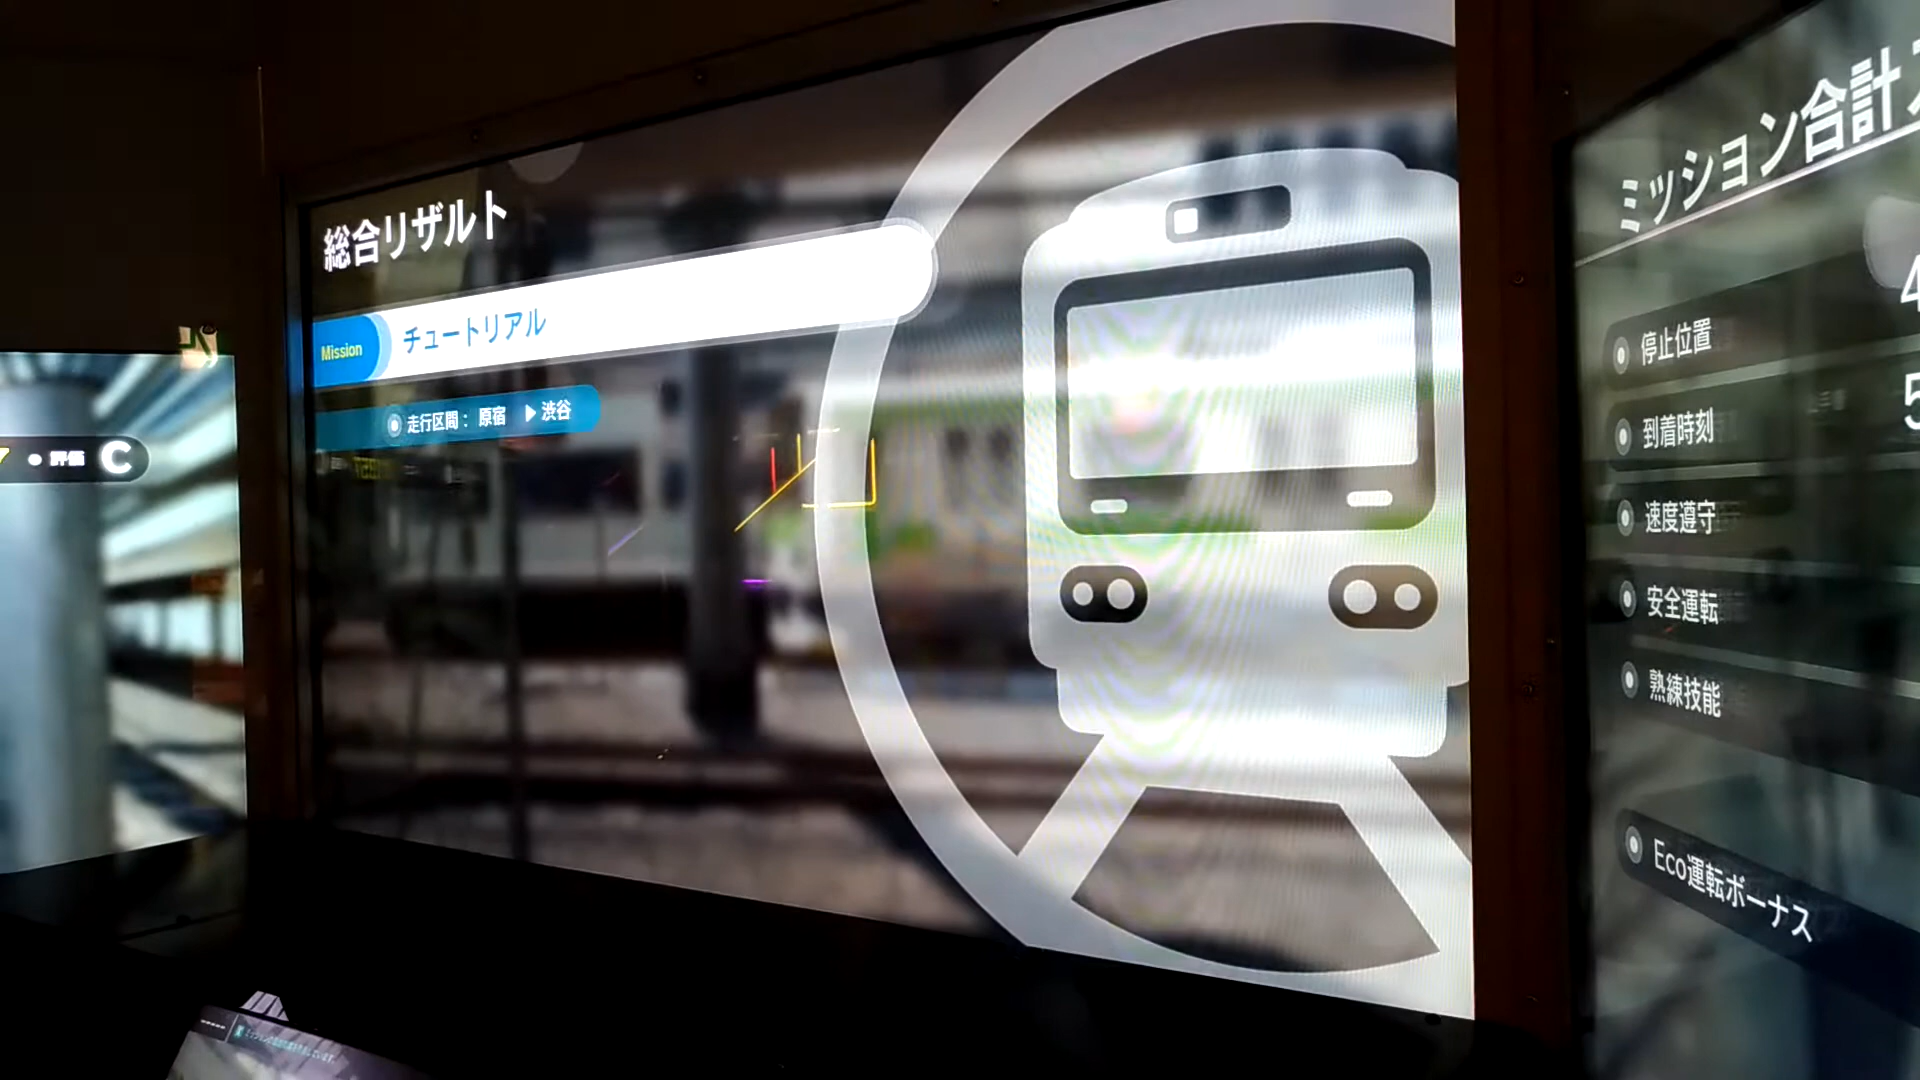 評価 C
総合リザルト
Mission チュートリアル
走行区間： 原宿 ▶ 渋谷
ミッション合計
停止位置
到着時刻
速度遵守
安全運転
熟練技能
Eco運転ボーナス